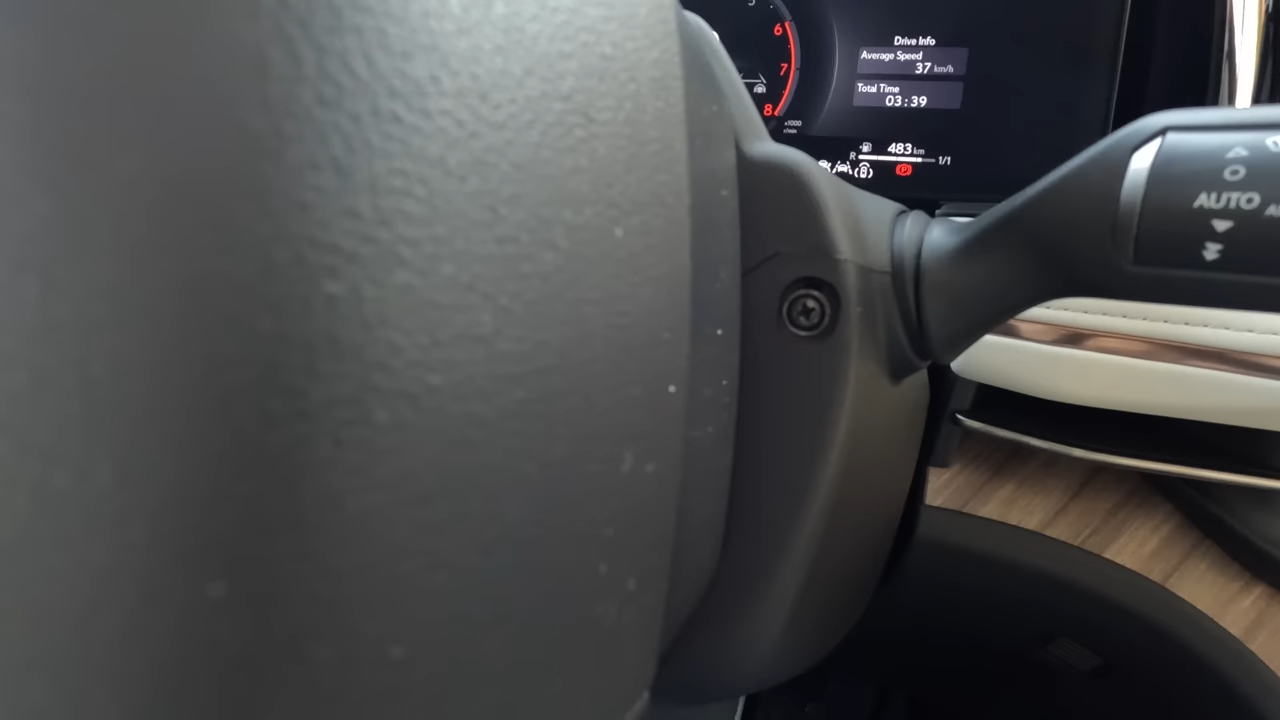 5
6
7
8
x1000
r/min
Drive Info
Average Speed
37 km/h
Total Time
03:39
483 km
R
1/1
(P)
AUTO